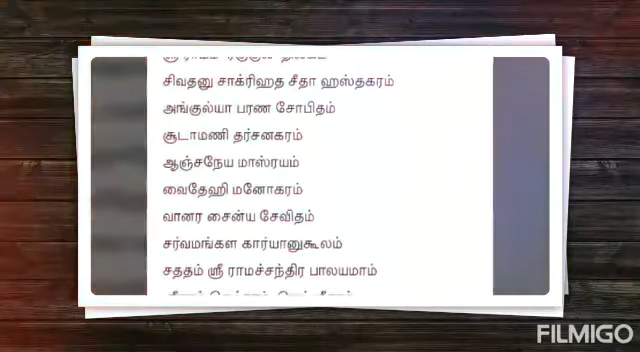 சிவதனு சாக்ரிஹத சீதா ஹஸ்தகரம்
அங்குல்யா பரண சோபிதம்
சூடாமணி தர்சனகரம்
ஆஞ்சநேய மாஸ்ரயம்
வைதேஹி மனோகரம்
வானர சைன்ய சேவிதம்
சர்வமங்கள கார்யானுகூலம்
சததம் ஸ்ரீ ராமச்சந்திர பாலயமாம்
FILMIGO